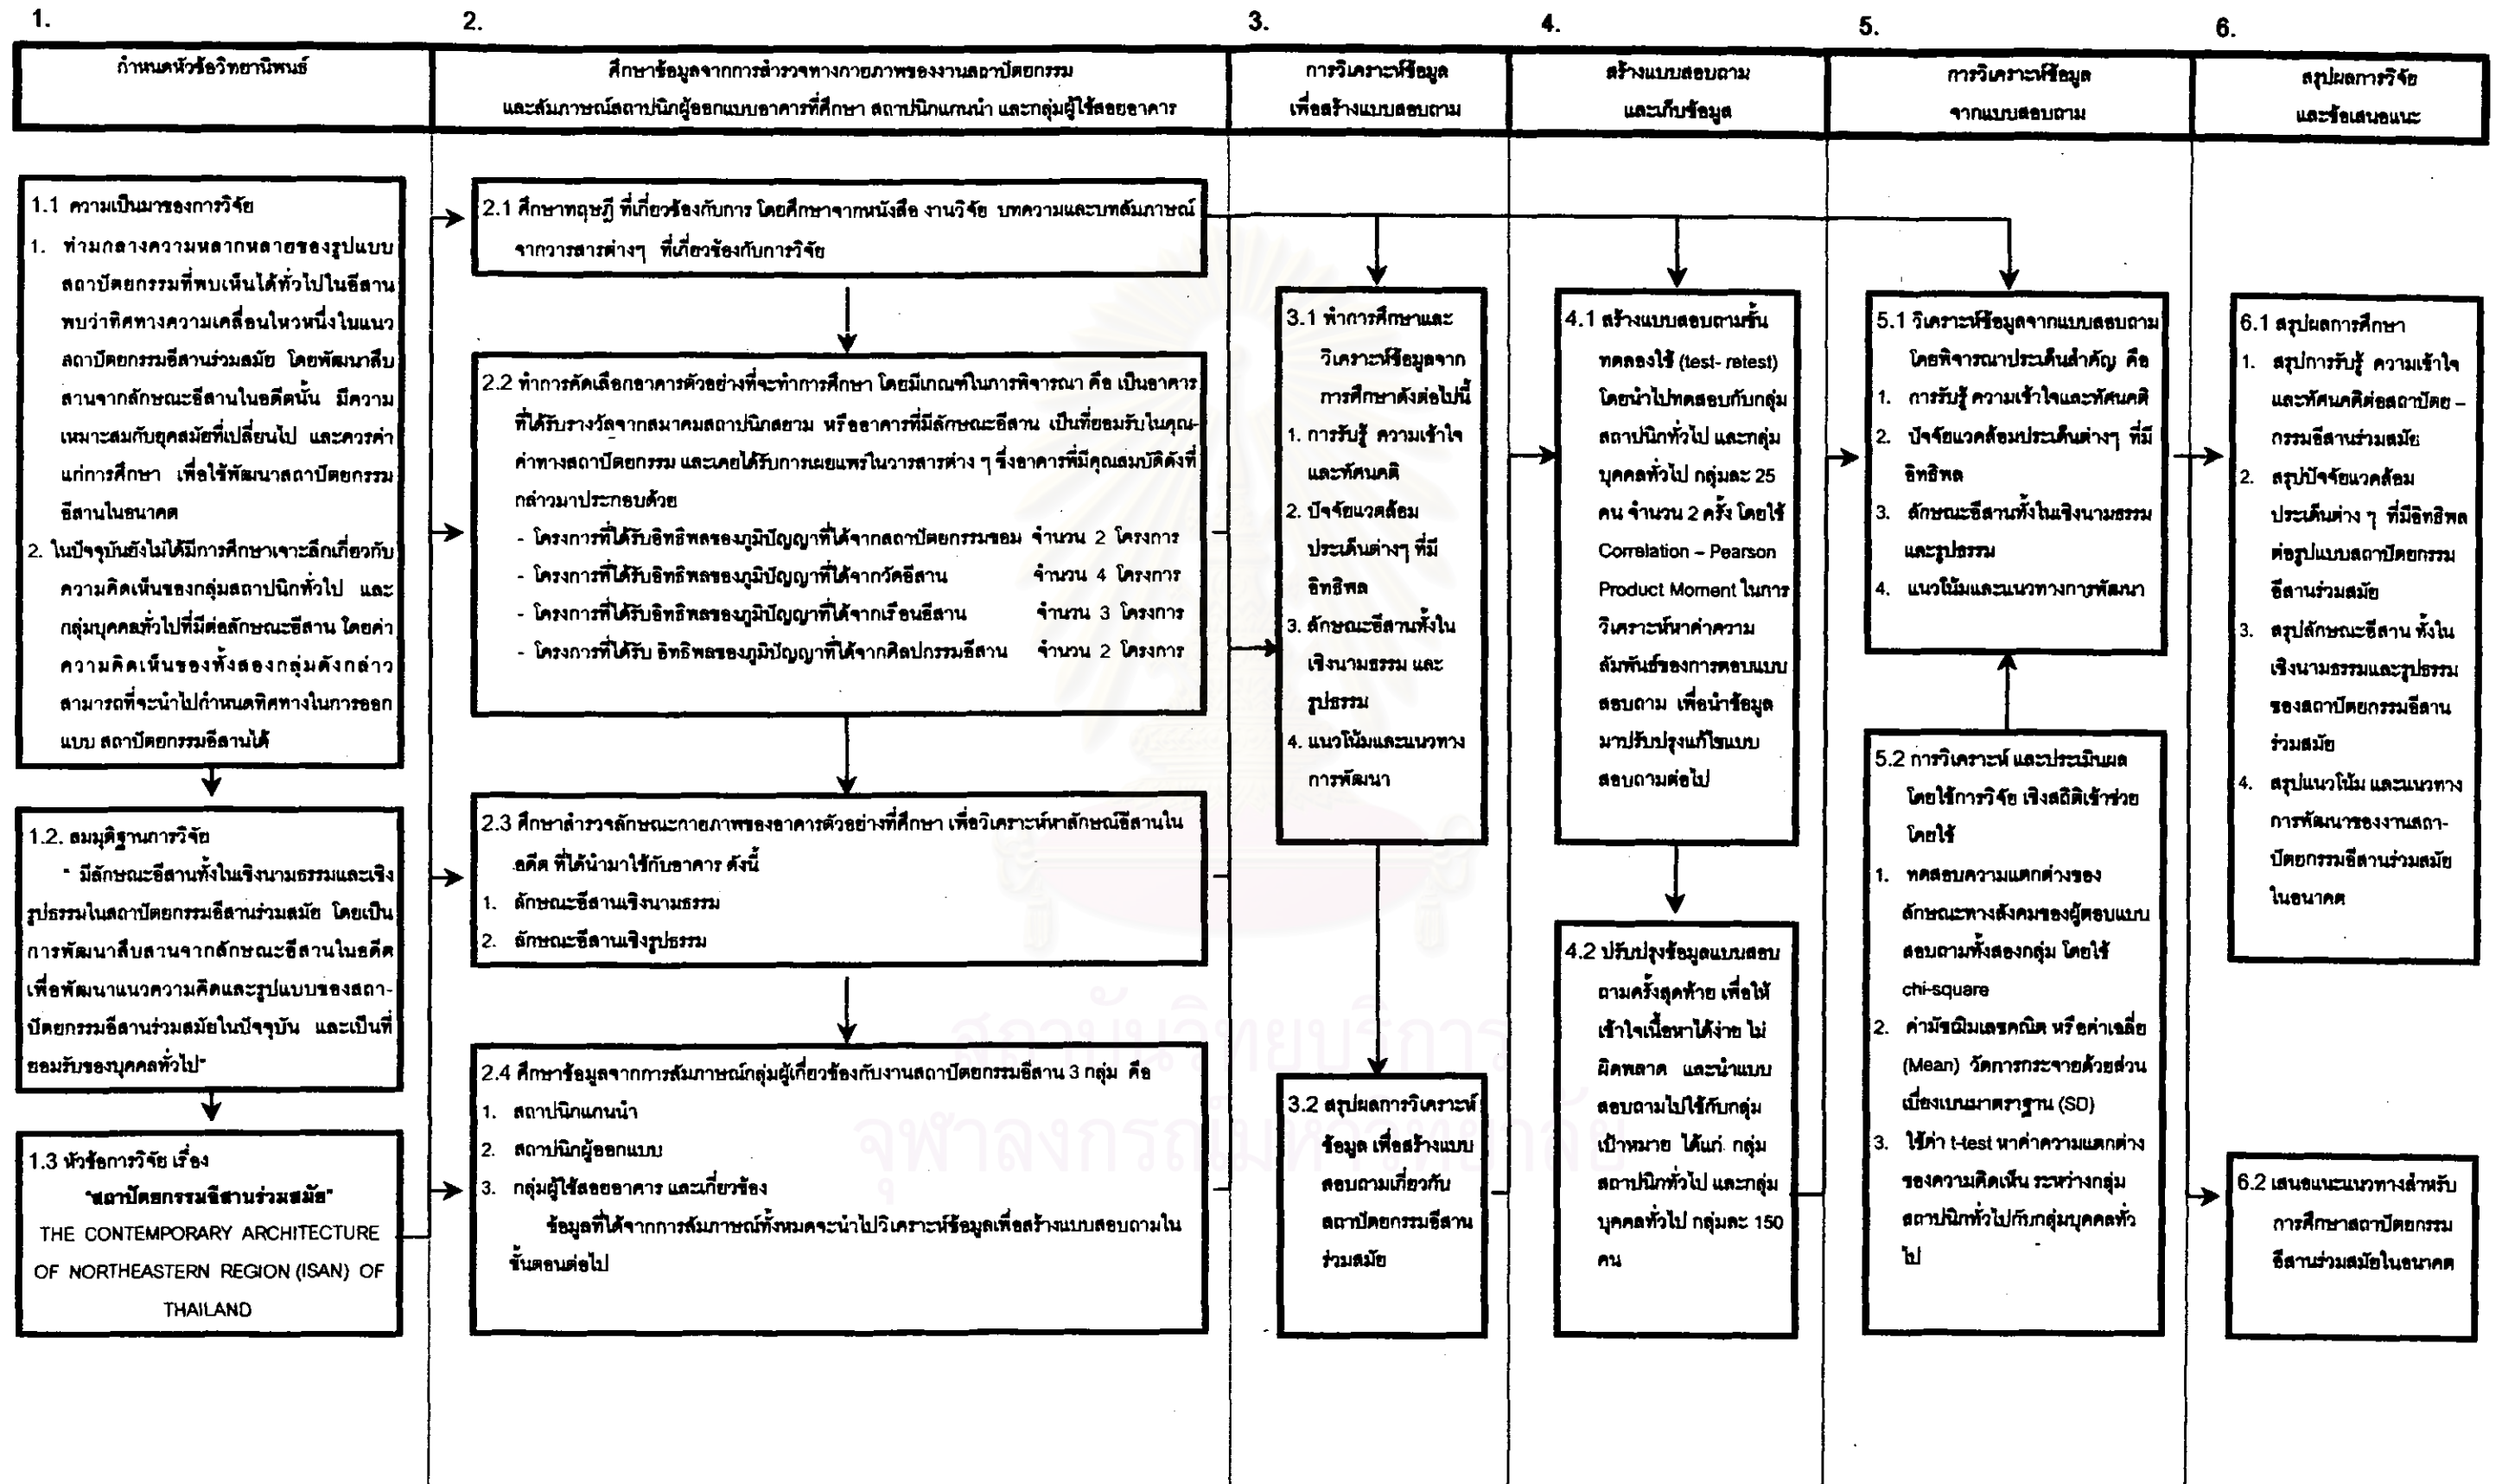 1.
2.
3.
4.
5.
6.
กำหนดหัวข้อวิทยานิพนธ์
ศึกษาข้อมูลจากการสำรวจทางกายภาพของงานสถาปัตยกรรม
และสัมภาษณ์สถาปนิกผู้ออกแบบอาคารที่ศึกษา สถาปนิกแกนนำ และกลุ่มผู้ใช้สอยอาคาร
การวิเคราะห์ข้อมูล
เพื่อสร้างแบบสอบถาม
สร้างแบบสอบถาม
และเก็บข้อมูล
การวิเคราะห์ข้อมูล
จากแบบสอบถาม
สรุปผลการวิจัย
และข้อเสนอแนะ
1.1 ความเป็นมาของการวิจัย
1. ท่ามกลางความหลากหลายของรูปแบบ
สถาปัตยกรรมที่พบเห็นได้ทั่วไปในอีสาน
พบว่าทิศทางความเคลื่อนไหวหนึ่งในแนว
สถาปัตยกรรมอีสานร่วมสมัย โดยพัฒนาสืบ
สานจากลักษณะอีสานในอดีตนั้น มีความ
เหมาะสมกับยุคสมัยที่เปลี่ยนไป และควรค่า
แก่การศึกษา เพื่อใช้พัฒนาสถาปัตยกรรม
อีสานในอนาคต
2. ในปัจจุบันยังไม่ได้มีการศึกษาเจาะลึกเกี่ยวกับ
ความคิดเห็นของกลุ่มสถาปนิกทั่วไป และ
กลุ่มบุคคลทั่วไปที่มีต่อลักษณะอีสาน โดยค่า
ความคิดเห็นของทั้งสองกลุ่มดังกล่าว
สามารถที่จะนำไปกำหนดทิศทางในการออก
แบบ สถาปัตยกรรมอีสานได้
1.2. สมมุติฐานการวิจัย
" มีลักษณะอีสานทั้งในเชิงนามธรรมและเชิง
รูปธรรมในสถาปัตยกรรมอีสานร่วมสมัย โดยเป็น
การพัฒนาสืบสานจากลักษณะอีสานในอดีต
เพื่อพัฒนาแนวความคิดและรูปแบบของสถา-
ปัตยกรรมอีสานร่วมสมัยในปัจจุบัน และเป็นที่
ยอมรับของบุคคลทั่วไป"
1.3 หัวข้อการวิจัย เรื่อง
"สถาปัตยกรรมอีสานร่วมสมัย"
THE CONTEMPORARY ARCHITECTURE
OF NORTHEASTERN REGION (ISAN) OF
THAILAND
2.1 ศึกษาทฤษฎี ที่เกี่ยวข้องกับการ โดยศึกษาจากหนังสือ งานวิจัย บทความและบทสัมภาษณ์
จากวารสารต่างๆ ที่เกี่ยวข้องกับการวิจัย
2.2 ทำการคัดเลือกอาคารตัวอย่างที่จะทำการศึกษา โดยมีเกณฑ์ในการพิจารณา คือ เป็นอาคาร
ที่ได้รับรางวัลจากสมาคมสถาปนิกสยาม หรืออาคารที่มีลักษณะอีสาน เป็นที่ยอมรับในคุณ-
ค่าทางสถาปัตยกรรม และเคยได้รับการเผยแพร่ในวารสารต่าง ๆ ซึ่งอาคารที่มีคุณสมบัติดังที่
กล่าวมาประกอบด้วย
- โครงการที่ได้รับอิทธิพลของภูมิปัญญาที่ได้จากสถาปัตยกรรมขอม จำนวน 2 โครงการ
- โครงการที่ได้รับอิทธิพลของภูมิปัญญาที่ได้จากวัดอีสาน จำนวน 4 โครงการ
- โครงการที่ได้รับอิทธิพลของภูมิปัญญาที่ได้จากเรือนอีสาน จำนวน 3 โครงการ
- โครงการที่ได้รับ อิทธิพลของภูมิปัญญาที่ได้จากศิลปกรรมอีสาน จำนวน 2 โครงการ
2.3 ศึกษาสำรวจลักษณะกายภาพของอาคารตัวอย่างที่ศึกษา เพื่อวิเคราะห์หาลักษณ์อีสานใน
อดีต ที่ได้นำมาใช้กับอาคาร ดังนี้
1. ลักษณะอีสานเชิงนามธรรม
2. ลักษณะอีสานเชิงรูปธรรม
2.4 ศึกษาข้อมูลจากการสัมภาษณ์กลุ่มผู้เกี่ยวข้องกับงานสถาปัตยกรรมอีสาน 3 กลุ่ม คือ
1. สถาปนิกแกนนำ
2. สถาปนิกผู้ออกแบบ
3. กลุ่มผู้ใช้สอยอาคาร และเกี่ยวข้อง
ข้อมูลที่ได้จากการสัมภาษณ์ทั้งหมดจะนำไปวิเคราะห์ข้อมูลเพื่อสร้างแบบสอบถามใน
ขั้นตอนต่อไป
3.1 ทำการศึกษาและ
วิเคราะห์ข้อมูลจาก
การศึกษาดังต่อไปนี้
1. การรับรู้ ความเข้าใจ
และทัศนคติ
2. ปัจจัยแวดล้อม
ประเด็นต่างๆ ที่มี
อิทธิพล
3. ลักษณะอีสานทั้งใน
เชิงนามธรรม และ
รูปธรรม
4. แนวโน้มและแนวทาง
การพัฒนา
3.2 สรุปผลการวิเคราะห์
ข้อมูล เพื่อสร้างแบบ
สอบถามเกี่ยวกับ
สถาปัตยกรรมอีสาน
ร่วมสมัย
4.1 สร้างแบบสอบถามขั้น
ทดลองใช้ (test- retest)
โดยนำไปทดสอบกับกลุ่ม
สถาปนิกทั่วไป และกลุ่ม
บุคคลทั่วไป กลุ่มละ 25
คน จำนวน 2 ครั้ง โดยใช้
Correlation – Pearson
Product Moment ในการ
วิเคราะห์หาค่าความ
สัมพันธ์ของการตอบแบบ
สอบถาม เพื่อนำข้อมูล
มาปรับปรุงแก้ไขแบบ
สอบถามต่อไป
4.2 ปรับปรุงข้อมูลแบบสอบ
ถามครั้งสุดท้าย เพื่อให้
เข้าใจเนื้อหาได้ง่าย ไม่
ผิดพลาด และนำแบบ
สอบถามไปใช้กับกลุ่ม
เป้าหมาย ได้แก่ กลุ่ม
สถาปนิกทั่วไป และกลุ่ม
บุคคลทั่วไป กลุ่มละ 150
คน
5.1 วิเคราะห์ข้อมูลจากแบบสอบถาม
โดยพิจารณาประเด็นสำคัญ คือ
1. การรับรู้ ความเข้าใจและทัศนคติ
2. ปัจจัยแวดล้อมประเด็นต่างๆ ที่มี
อิทธิพล
3. ลักษณะอีสานทั้งในเชิงนามธรรม
และรูปธรรม
4. แนวโน้มและแนวทางการพัฒนา
5.2 การวิเคราะห์ และประเมินผล
โดยใช้การวิจัย เชิงสถิติเข้าช่วย
โดยใช้
1. ทดสอบความแตกต่างของ
ลักษณะทางสังคมของผู้ตอบแบบ
สอบถามทั้งสองกลุ่ม โดยใช้
chi-square
2. ค่ามัชฌิมเลขคณิต หรือค่าเฉลี่ย
(Mean) วัดการกระจายด้วยส่วน
เบี่ยงเบนมาตราฐาน (SD)
3. ใช้ค่า t-test หาค่าความแตกต่าง
ของความคิดเห็น ระหว่างกลุ่ม
สถาปนิกทั่วไปกับกลุ่มบุคคลทั่ว
ไป
6.1 สรุปผลการศึกษา
1. สรุปการรับรู้ ความเข้าใจ
และทัศนคติต่อสถาปัตย –
กรรมอีสานร่วมสมัย
2. สรุปปัจจัยแวดล้อม
ประเด็นต่าง ๆ ที่มีอิทธิพล
ต่อรูปแบบสถาปัตยกรรม
อีสานร่วมสมัย
3. สรุปลักษณะอีสาน ทั้งใน
เชิงนามธรรมและรูปธรรม
ของสถาปัตยกรรมอีสาน
ร่วมสมัย
4. สรุปแนวโน้ม และแนวทาง
การพัฒนาของงานสถา-
ปัตยกรรมอีสานร่วมสมัย
ในอนาคต
6.2 เสนอแนะแนวทางสำหรับ
การศึกษาสถาปัตยกรรม
อีสานร่วมสมัยในอนาคต
สถาบันวิทยบริการ
จุฬาลงกรณ์มหาวิทยาลัย